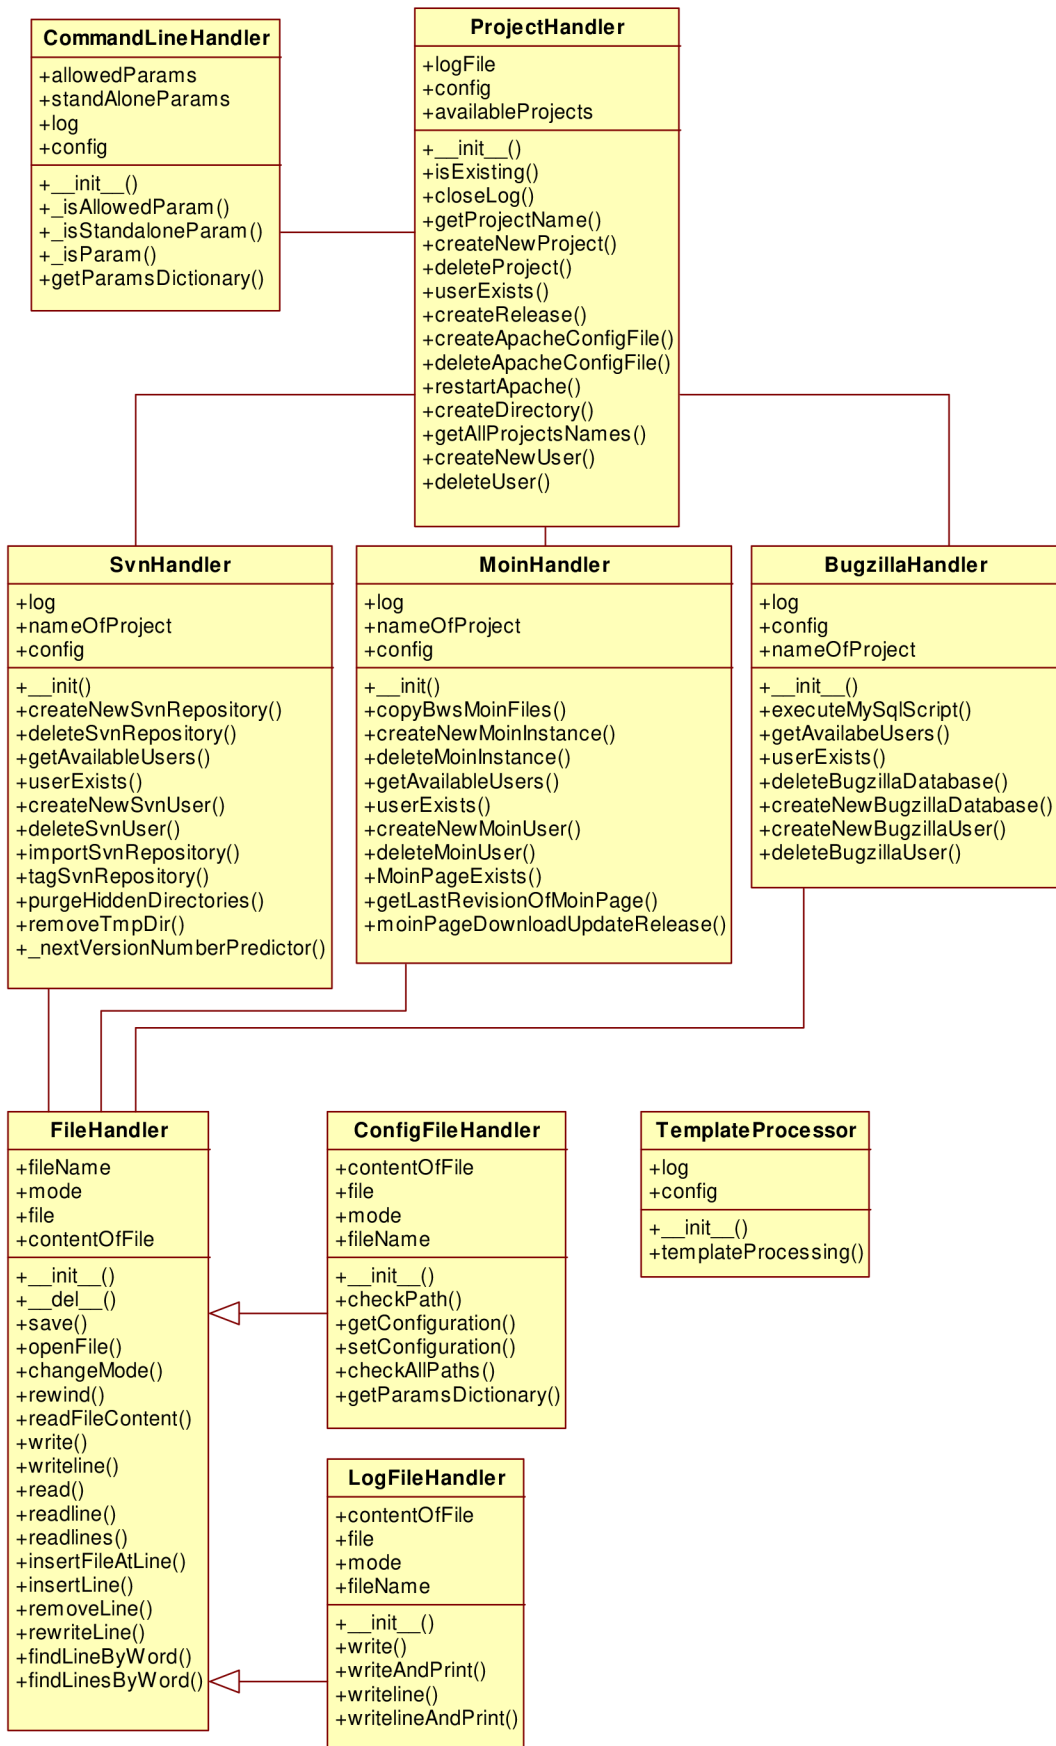 CommandLineHandler
+allowedParams
+standAloneParams
+log
+config
+__init__()
+_isAllowedParam()
+_isStandaloneParam()
+_isParam()
+getParamsDictionary()
ProjectHandler
+logFile
+config
+availableProjects
+__init__()
+isExisting()
+closeLog()
+getProjectName()
+createNewProject()
+deleteProject()
+userExists()
+createRelease()
+createApacheConfigFile()
+deleteApacheConfigFile()
+restartApache()
+createDirectory()
+getAllProjectsNames()
+createNewUser()
+deleteUser()
SvnHandler
+log
+nameOfProject
+config
+__init()
+createNewSvnRepository()
+deleteSvnRepository()
+getAvailableUsers()
+userExists()
+createNewSvnUser()
+deleteSvnUser()
+importSvnRepository()
+tagSvnRepository()
+purgeHiddenDirectories()
+removeTmpDir()
+_nextVersionNumberPredictor()
MoinHandler
+log
+nameOfProject
+config
+__init()
+copyBwsMoinFiles()
+createNewMoinInstance()
+deleteMoinInstance()
+getAvailableUsers()
+userExists()
+createNewMoinUser()
+deleteMoinUser()
+MoinPageExists()
+getLastRevisionOfMoinPage()
+moinPageDownloadUpdateRelease()
BugzillaHandler
+log
+config
+nameOfProject
+__init__()
+executeMySqlScript()
+getAvailabeUsers()
+userExists()
+deleteBugzillaDatabase()
+createNewBugzillaDatabase()
+createNewBugzillaUser()
+deleteBugzillaUser()
FileHandler
+fileName
+mode
+file
+contentOfFile
+__init__()
+__del__()
+save()
+openFile()
+changeMode()
+rewind()
+readFileContent()
+write()
+writeline()
+read()
+readline()
+readlines()
+insertFileAtLine()
+insertLine()
+removeLine()
+rewriteLine()
+findLineByWord()
+findLinesByWord()
ConfigFileHandler
+contentOfFile
+file
+mode
+fileName
+__init__()
+checkPath()
+getConfiguration()
+setConfiguration()
+checkAllPaths()
+getParamsDictionary()
TemplateProcessor
+log
+config
+__init__()
+templateProcessing()
LogFileHandler
+contentOfFile
+file
+mode
+fileName
+__init__()
+write()
+writeAndPrint()
+writeline()
+writelineAndPrint()